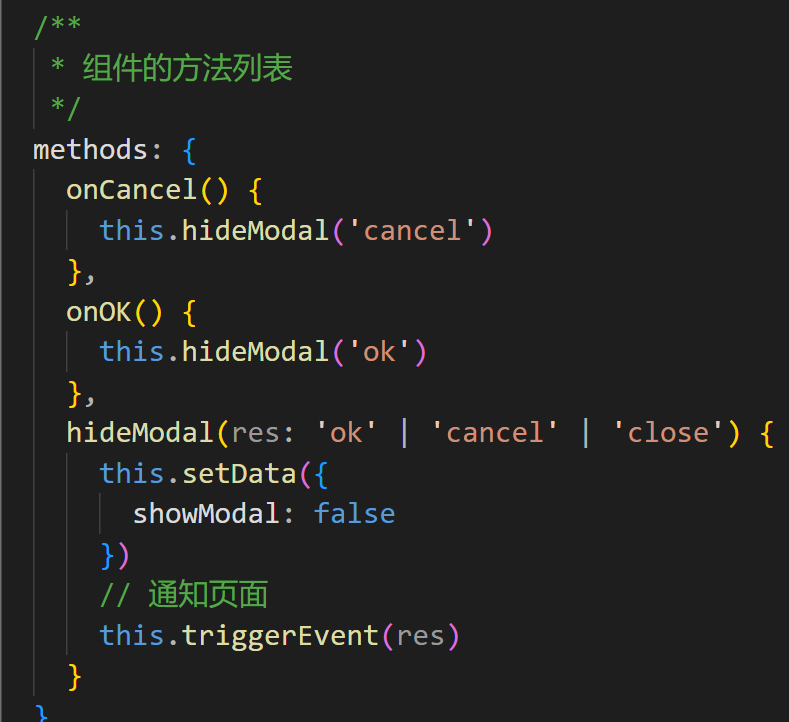 /**
 * 组件的方法列表
 */
methods: {
  onCancel() {
    this.hideModal('cancel')
  },
  onOK() {
    this.hideModal('ok')
  },
  hideModal(res: 'ok' | 'cancel' | 'close') {
    this.setData({
      showModal: false
    })
    // 通知页面
    this.triggerEvent(res)
  }
}